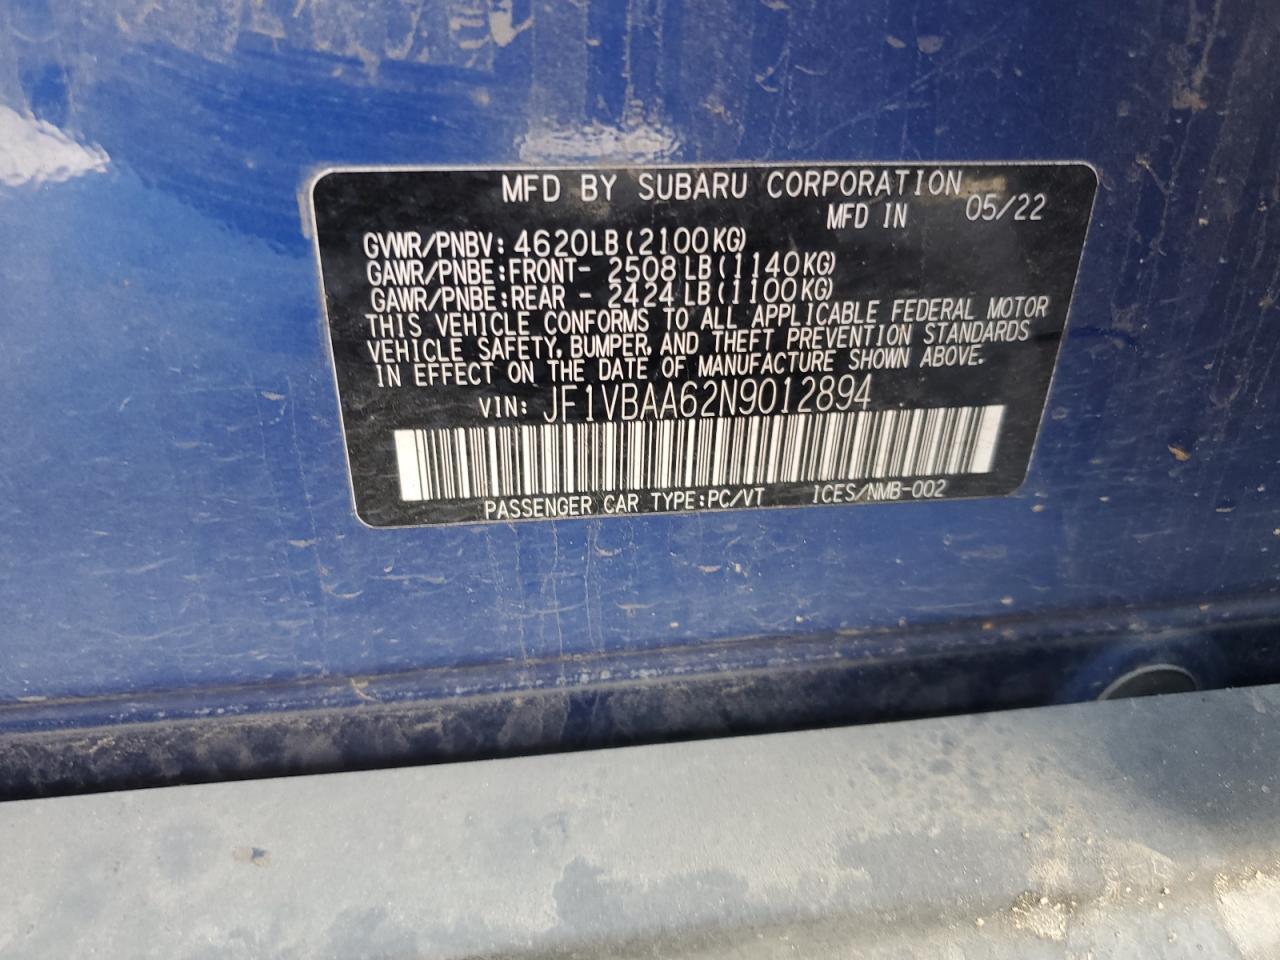 MFD BY SUBARU CORPORATION
MFD IN 05/22
GVWR/PNBV: 4620LB (2100KG)
GAWR/PNBE:FRONT- 2508 LB (1140KG)
GAWR/PNBE:REAR - 2424 LB (1100KG)
THIS VEHICLE CONFORMS TO ALL APPLICABLE FEDERAL MOTOR
VEHICLE SAFETY, BUMPER, AND THEFT PREVENTION STANDARDS
IN EFFECT ON THE DATE OF MANUFACTURE SHOWN ABOVE.
VIN: JF1VBAA62N9012894
PASSENGER CAR TYPE:PC/VT ICES/NMB-002